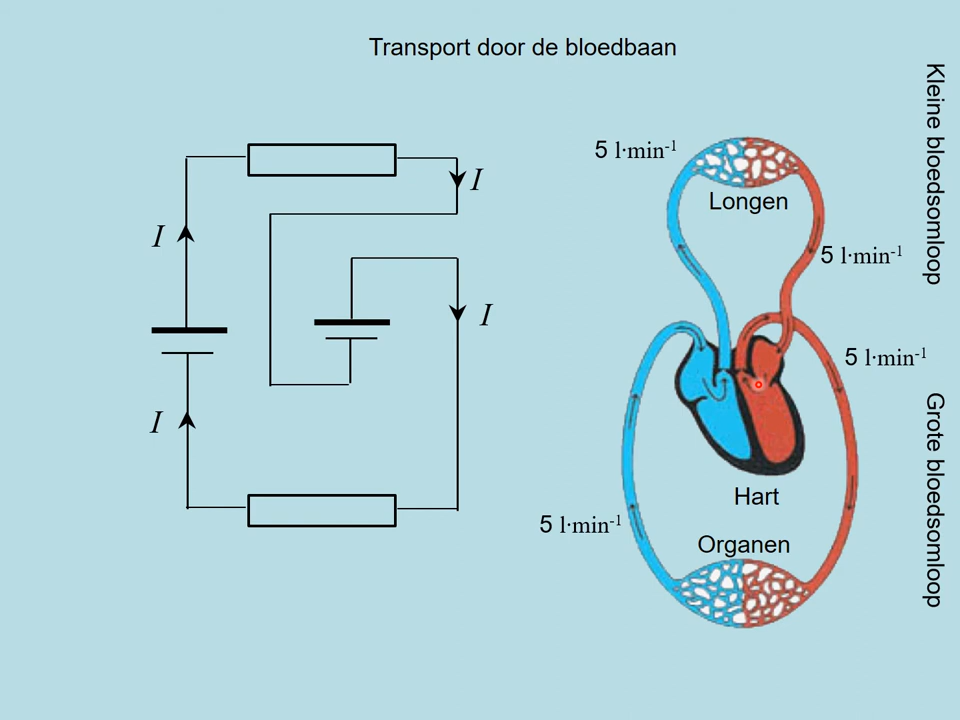 Transport door de bloedbaan
Kleine bloedsomloop
5 l·min⁻¹
Longen
I
I
5 l·min⁻¹
I
5 l·min⁻¹
I
Grote bloedsomloop
Hart
5 l·min⁻¹
Organen